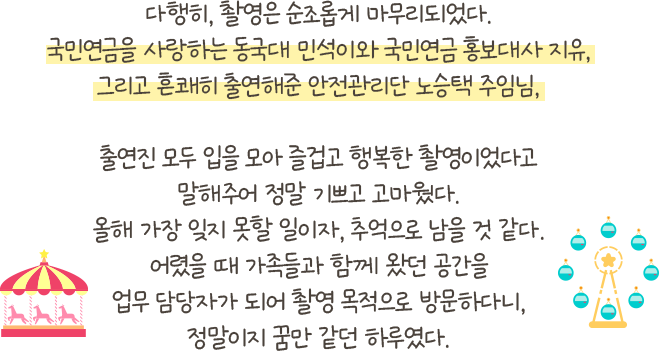 다행히, 촬영은 순조롭게 마무리되었다.
국민연금을 사랑하는 동국대 민석이와 국민연금 홍보대사 지유,
그리고 흔쾌히 출연해준 안전관리단 노승택 주임님,
출연진 모두 입을 모아 즐겁고 행복한 촬영이었다고
말해주어 정말 기쁘고 고마웠다.
올해 가장 잊지 못할 일이자, 추억으로 남을 것 같다.
어렸을 때 가족들과 함께 왔던 공간을
업무 담당자가 되어 촬영 목적으로 방문하다니,
정말이지 꿈만 같던 하루였다.